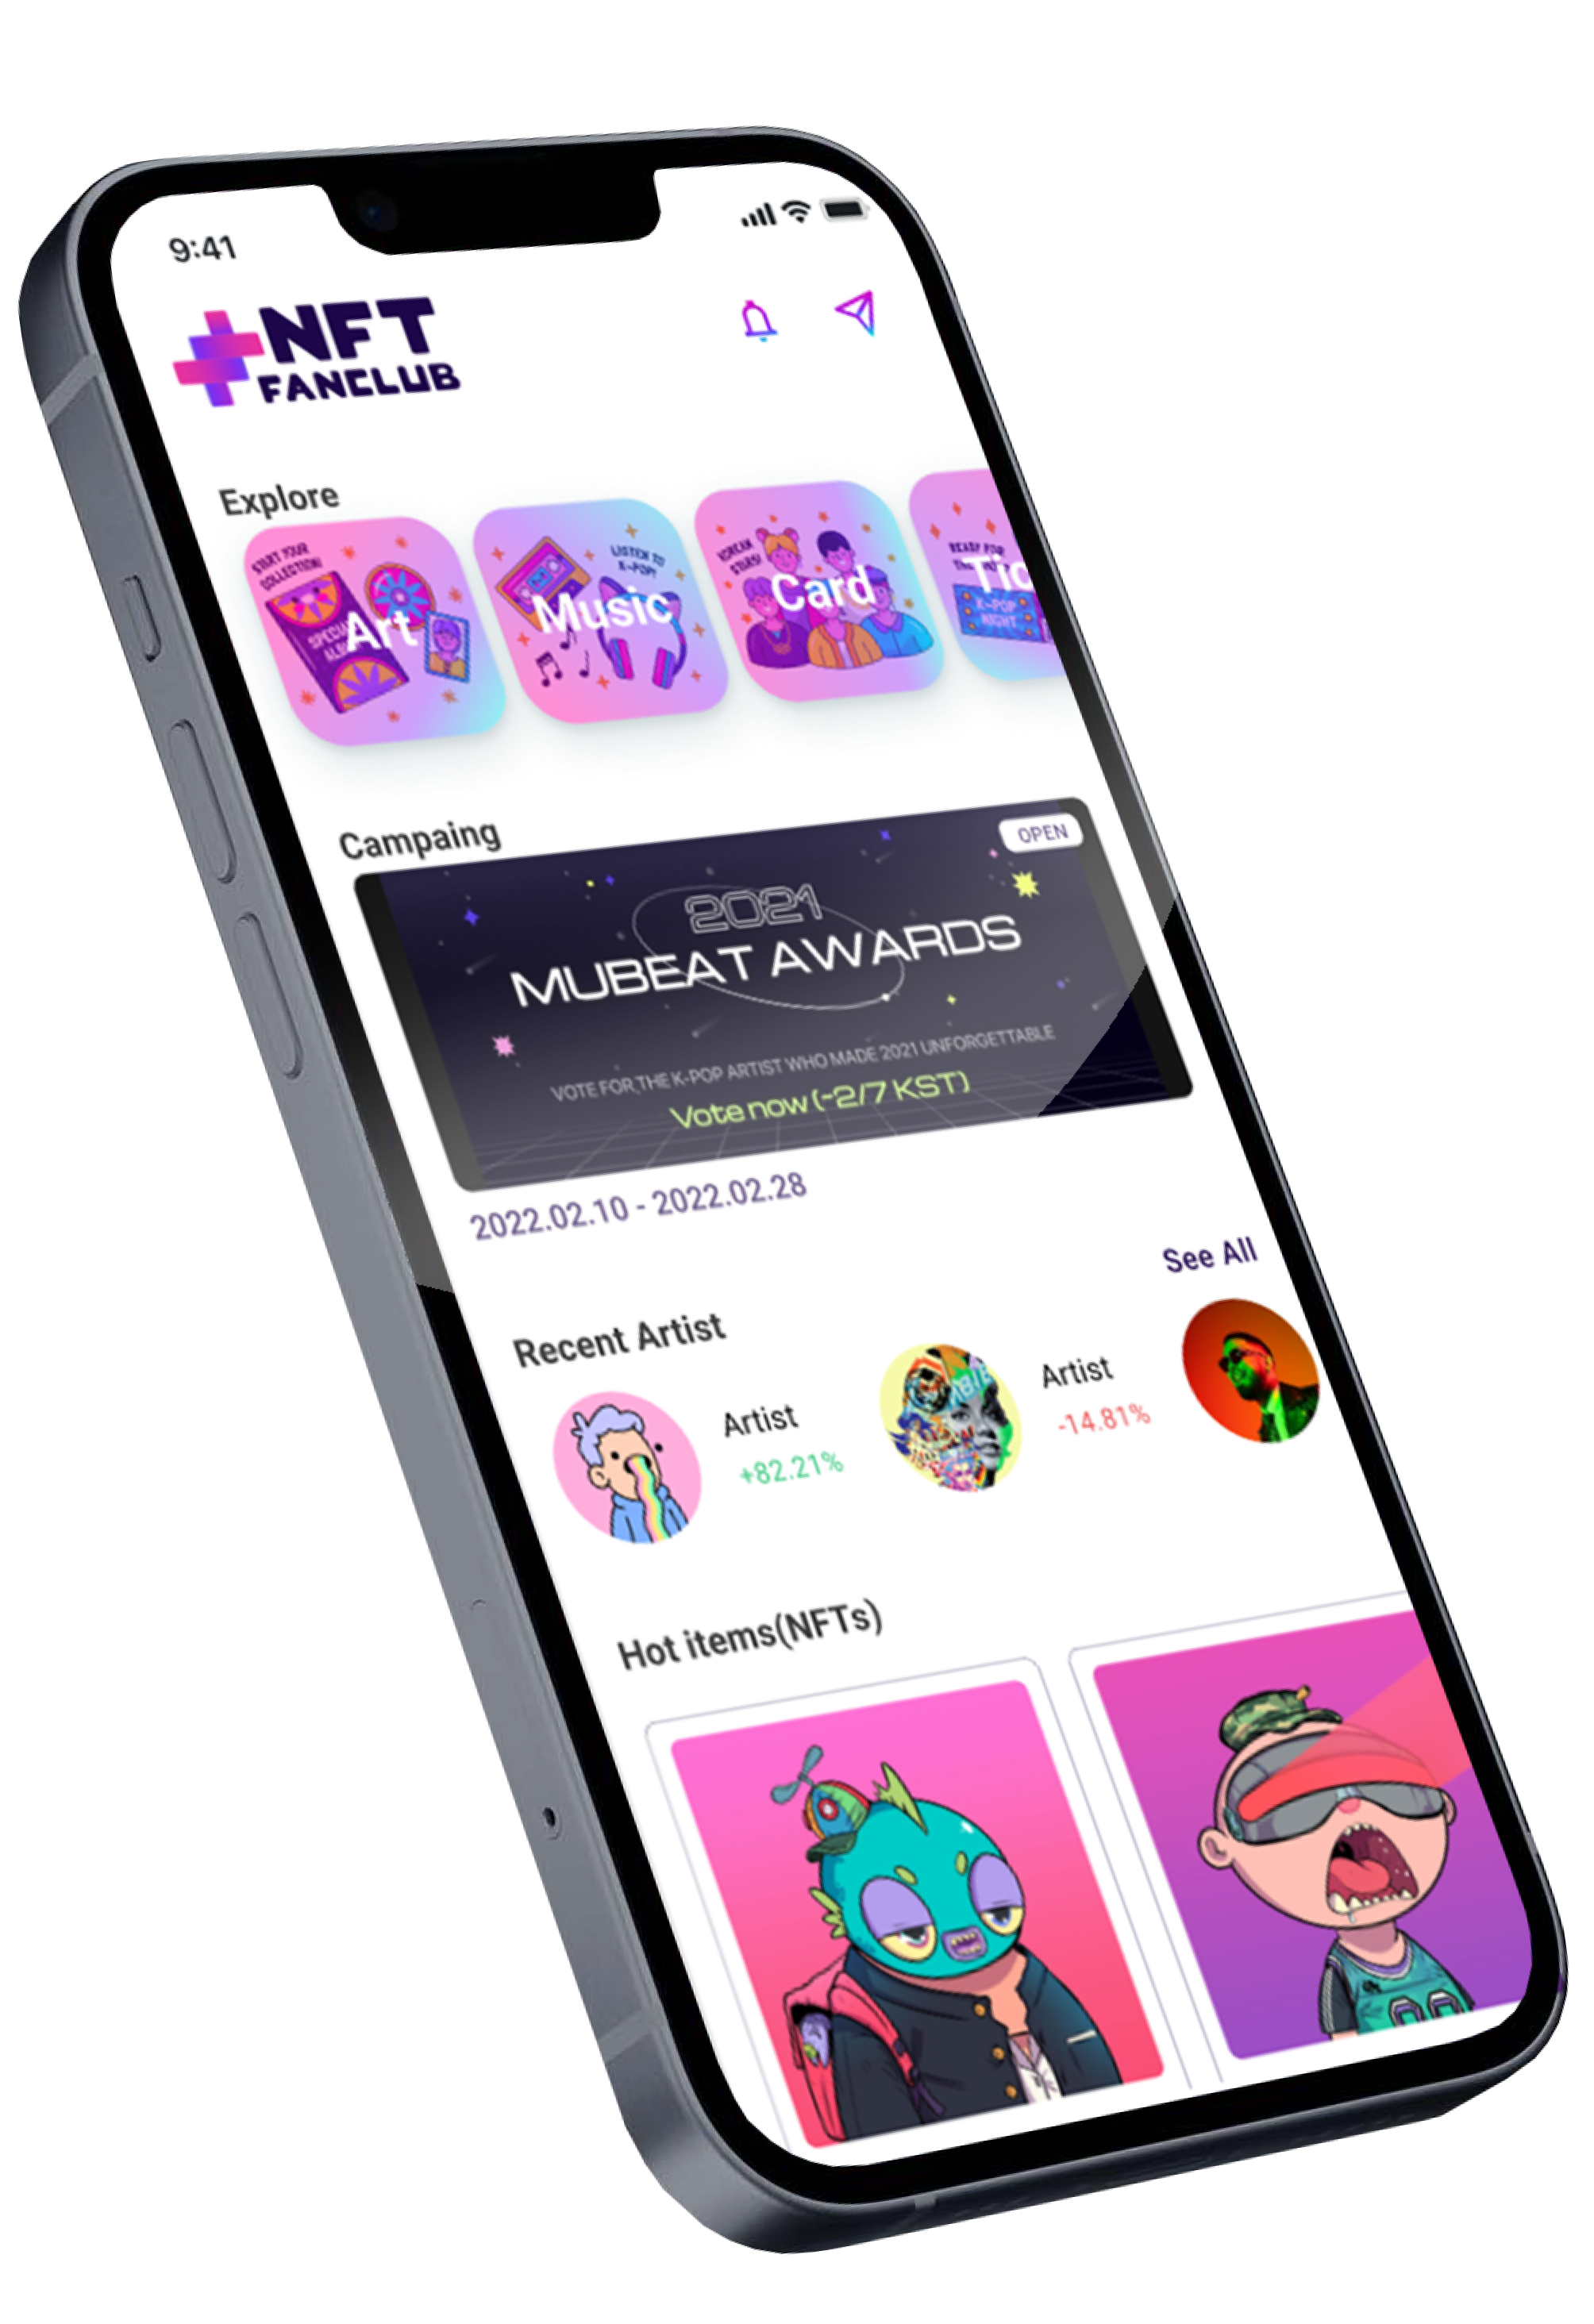 9:41
NFT
FANCLUB
Explore
START YOUR
COLLECTION!
SPECIAL
ALBUM
Art
LISTEN TO
K-POP!
Music
KOREAN
STARS!
Card
READY FOR
THE
Tic
K-POP
NIGHT
Campaing
OPEN
2021
MUBEAT AWARDS
VOTE FOR THE K-POP ARTIST WHO MADE 2021 UNFORGETTABLE
Vote now (~2/7 KST)
2022.02.10 - 2022.02.28
See All
Recent Artist
Artist
+82.21%
Artist
-14.81%
Hot items(NFTs)
00